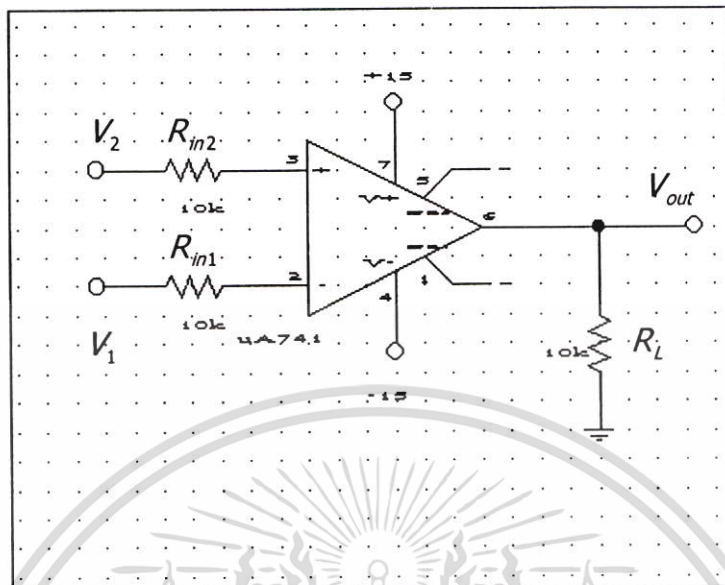 +15
V2 Rin2 3 + 7 5
10k V+ 6 Vout
Rin1 2 - V- 1
10k 4
V1 uA741 10k RL
-15